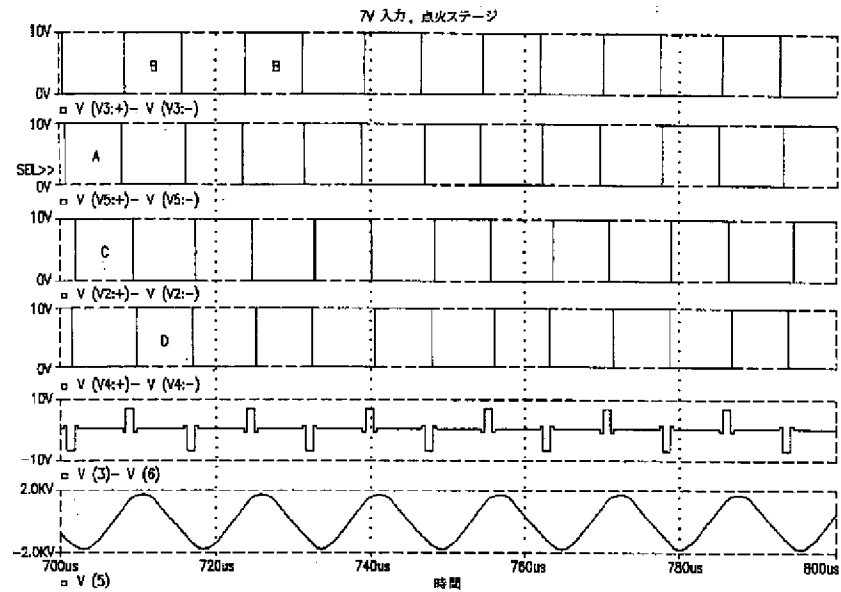 7V 入力, 点火ステージ
10V
B B
0V
V (V3:+)- V (V3:-)
10V
A
SEL>>
0V
V (V5:+)- V (V5:-)
10V
C
0V
V (V2:+)- V (V2:-)
10V
D
0V
V (V4:+)- V (V4:-)
10V
-10V
V (3)- V (6)
2.0KV
-2.0KV
700us 720us 740us 760us 780us 800us
V (5)
時間